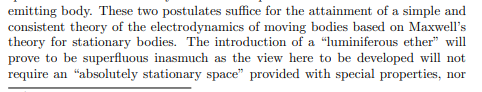 emitting body. These two postulates suffice for the attainment of a simple and
consistent theory of the electrodynamics of moving bodies based on Maxwell’s
theory for stationary bodies. The introduction of a “luminiferous ether” will
prove to be superfluous inasmuch as the view here to be developed will not
require an “absolutely stationary space” provided with special properties, nor